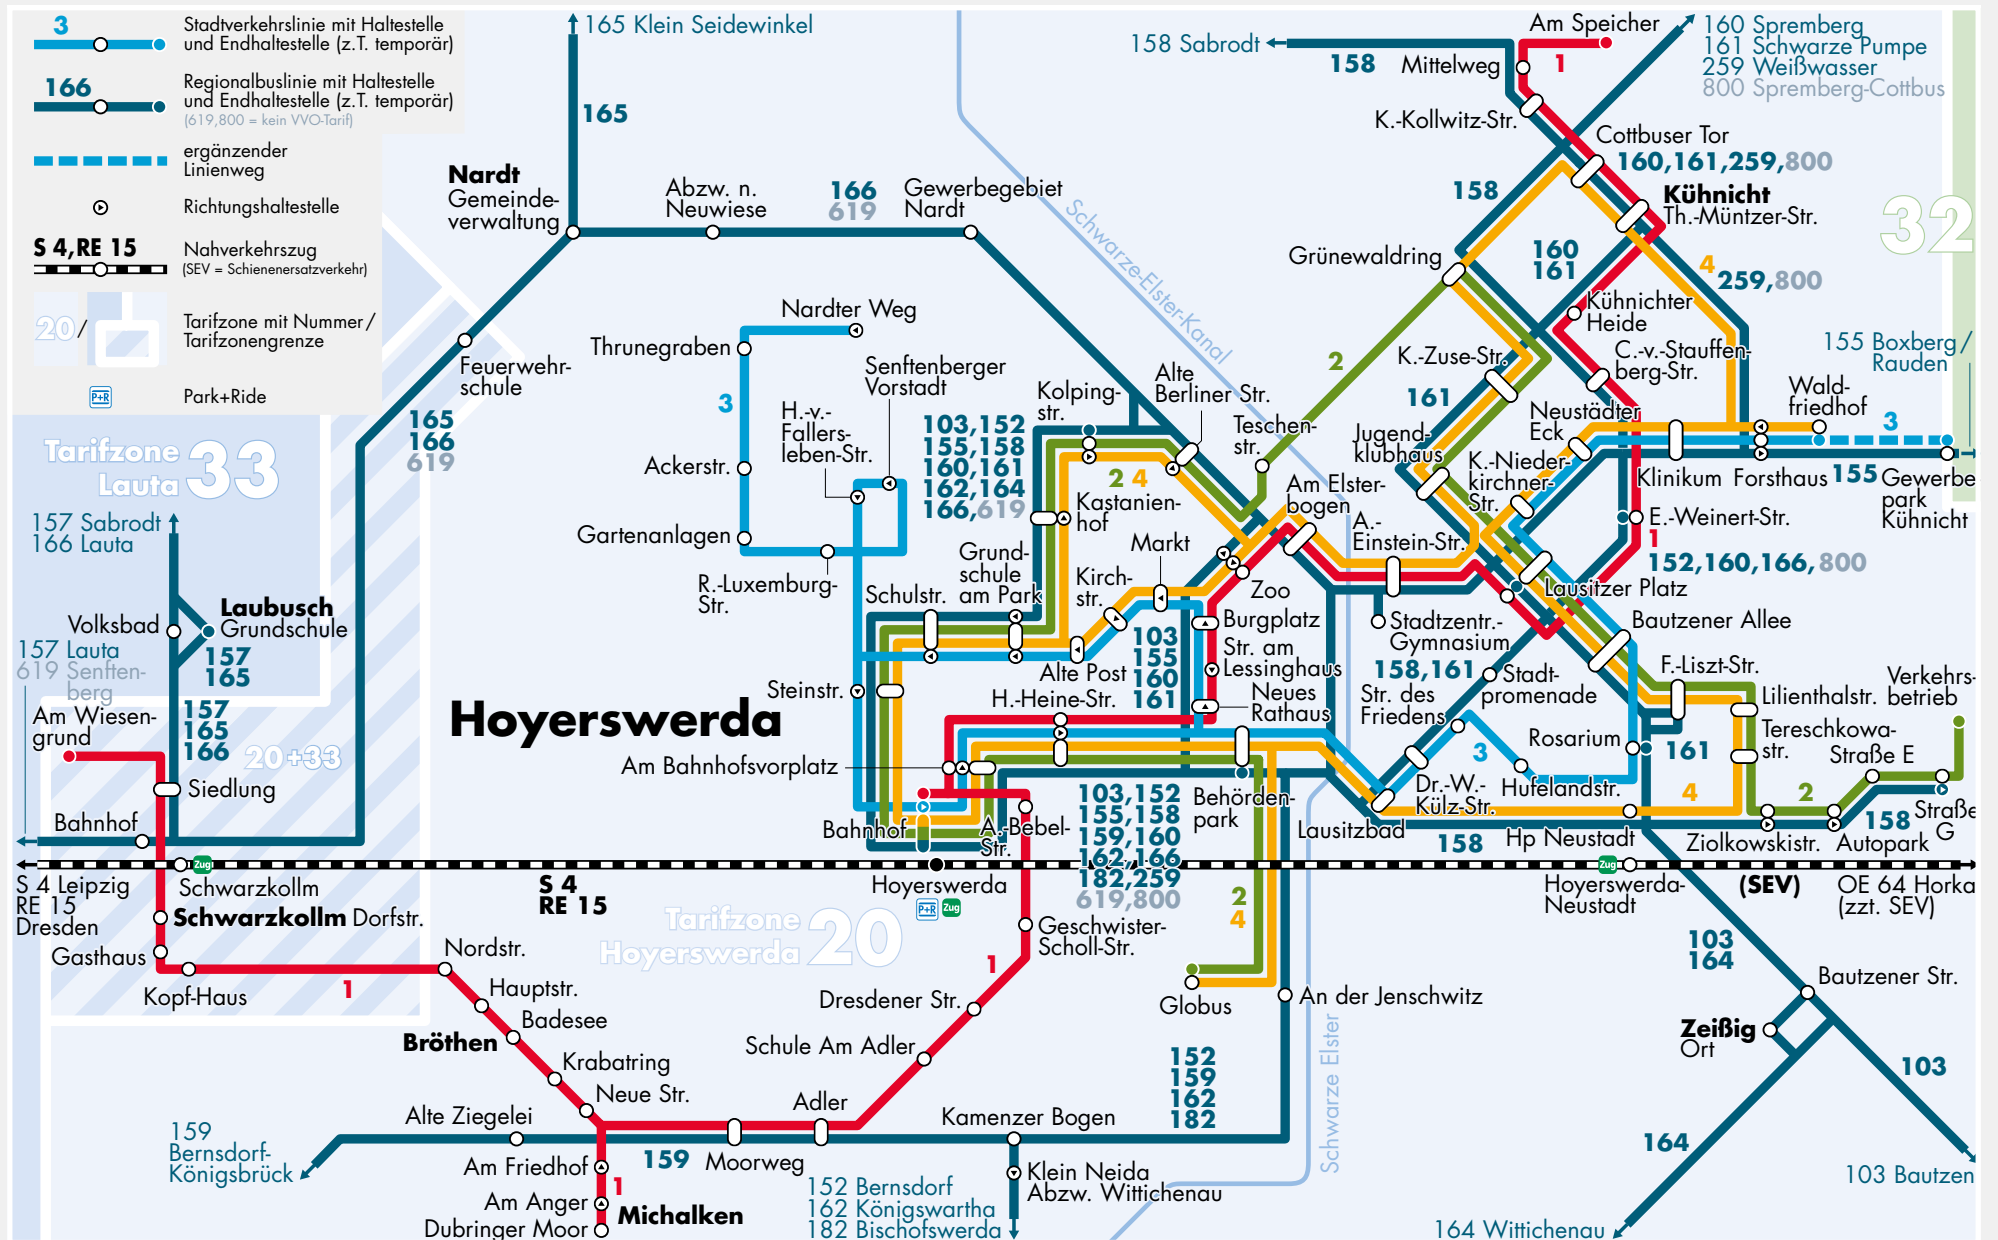 3
Stadtverkehrslinie mit Haltestelle
und Endhaltestelle (z.T. temporär)
166
Regionalbuslinie mit Haltestelle
und Endhaltestelle (z.T. temporär)
(619,800 = kein VVO-Tarif)
ergänzender
Linienweg
Richtungshaltestelle
S 4,RE 15
Nahverkehrszug
(SEV = Schienenersatzverkehr)
20/
Tarifzone mit Nummer/
Tarifzonengrenze
P+R
Park+Ride
165 Klein Seidewinkel
165
Nardt
Gemeinde-
verwaltung
Abzw. n.
Neuwiese
166
619
Gewerbegebiet
Nardt
Feuerwehr-
schule
165
166
619
Schwarze-Elster-Kanal
158 Sabrodt
158
Mittelweg
Am Speicher
1
K.-Kollwitz-Str.
160 Spremberg
161 Schwarze Pumpe
259 Weißwasser
800 Spremberg-Cottbus
Cottbuser Tor
160,161,259,800
Kühnicht
Th.-Müntzer-Str.
158
Grünewaldring
160
161
4
259,800
32
Kühnichter
Heide
155 Boxberg/
Rauden
2
K.-Zuse-Str.
C.-v.-Stauffen-
berg-Str.
161
Wald-
friedhof
3
Neustädter
Eck
Jugend-
klubhaus
K.-Nieder-
kirchner-
Str.
Klinikum
Forsthaus
155
Gewerbe
park
Kühnicht
E.-Weinert-Str.
1
152,160,166,800
Nardter Weg
Thrunegraben
3
Senftenberger
Vorstadt
H.-v.-
Fallers-
leben-Str.
Ackerstr.
Gartenanlagen
R.-Luxemburg-
Str.
103,152
155,158
160,161
162,164
166,619
Kolping-
str.
Alte
Berliner Str.
Teschen-
str.
2 4
Kastanien-
hof
Am Elster-
bogen
A.-
Einstein-Str.
Grund-
schule
am Park
Markt
Kirch-
str.
Schulstr.
Zoo
Burgplatz
Str. am
Lessinghaus
Neues
Rathaus
Alte Post
103
155
160
161
H.-Heine-Str.
Steinstr.
Stadtzentr.-
Gymnasium
Lausitzer Platz
Bautzener Allee
158,161
Stadt-
promenade
Str. des
Friedens
3
F.-Liszt-Str.
Lilienthalstr.
Tereschkowa-
str.
Rosarium
161
Verkehrs-
betrieb
Straße E
Hufelandstr.
Dr.-W.-
Külz-Str.
4
2
158
Straße
G
Lausitzbad
158
Hp Neustadt
Ziolkowskistr.
Autopark
Tarifzone
Lauta 33
157 Sabrodt
166 Lauta
Volksbad
Laubusch
Grundschule
157
165
157 Lauta
619 Senften-
berg
157
165
166
20+33
Am Wiesen-
grund
Siedlung
Bahnhof
Hoyerswerda
Am Bahnhofsvorplatz
Bahnhof
A.-Bebel-
Str.
103,152
155,158
159,160
162,166
182,259
619,800
Behörden-
park
S 4 Leipzig
RE 15
Dresden
Zug
Schwarzkollm
S 4
RE 15
Hoyerswerda
P+R
Zug
Zug
Hoyerswerda-
Neustadt
(SEV)
OE 64 Horka
(zzt. SEV)
Schwarzkollm Dorfstr.
Gasthaus
Kopf-Haus
1
Nordstr.
Hauptstr.
Badesee
Bröthen
Krabatring
Neue Str.
Tarifzone
Hoyerswerda 20
Geschwister-
Scholl-Str.
1
Dresdener Str.
Schule Am Adler
Adler
2
4
Globus
An der Jenschwitz
Schwarze Elster
152
159
162
182
Alte Ziegelei
159
Bernsdorf-
Königsbrück
159
Moorweg
Kamenzer Bogen
Am Friedhof
1
Am Anger
Michalken
Dubringer Moor
152 Bernsdorf
162 Königswartha
182 Bischofswerda
Klein Neida
Abzw. Wittichenau
103
164
Bautzener Str.
Zeißig
Ort
103
164
103 Bautzen
164 Wittichenau